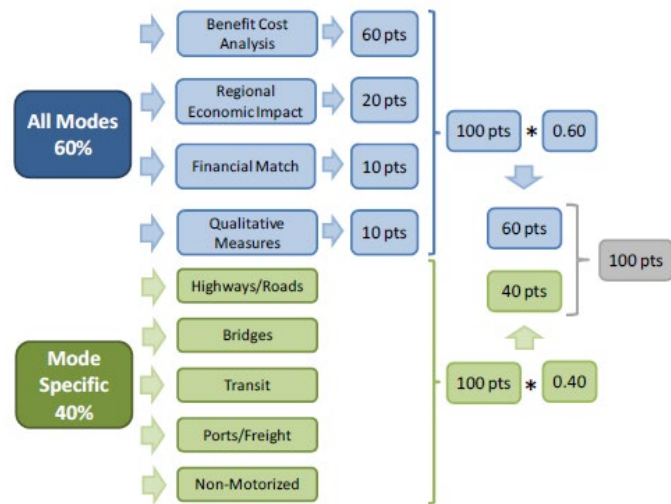 All Modes
60%
Benefit Cost
Analysis
60 pts
Regional
Economic Impact
20 pts
Financial Match
10 pts
Qualitative
Measures
10 pts
100 pts * 0.60
60 pts
100 pts
40 pts
100 pts * 0.40
Mode
Specific
40%
Highways/Roads
Bridges
Transit
Ports/Freight
Non-Motorized